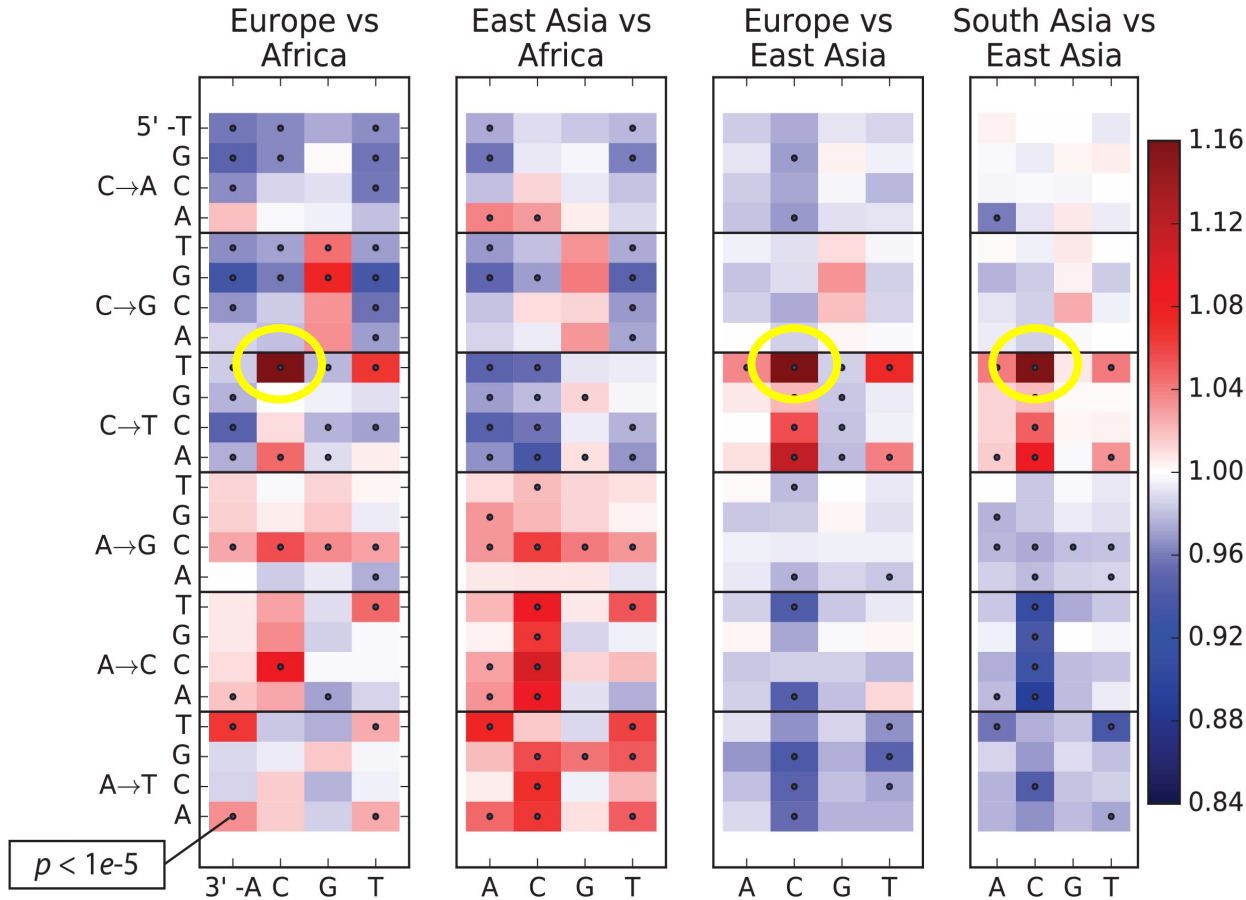 Europe vs
Africa
East Asia vs
Africa
Europe vs
East Asia
South Asia vs
East Asia
5' -T
G
C→A C
A
T
G
C→G C
A
T
G
C→T C
A
T
G
A→G C
A
T
G
A→C C
A
T
G
A→T C
A
1.16
1.12
1.08
1.04
1.00
0.96
0.92
0.88
0.84
p < 1e-5
3' -A C G T
A C G T
A C G T
A C G T